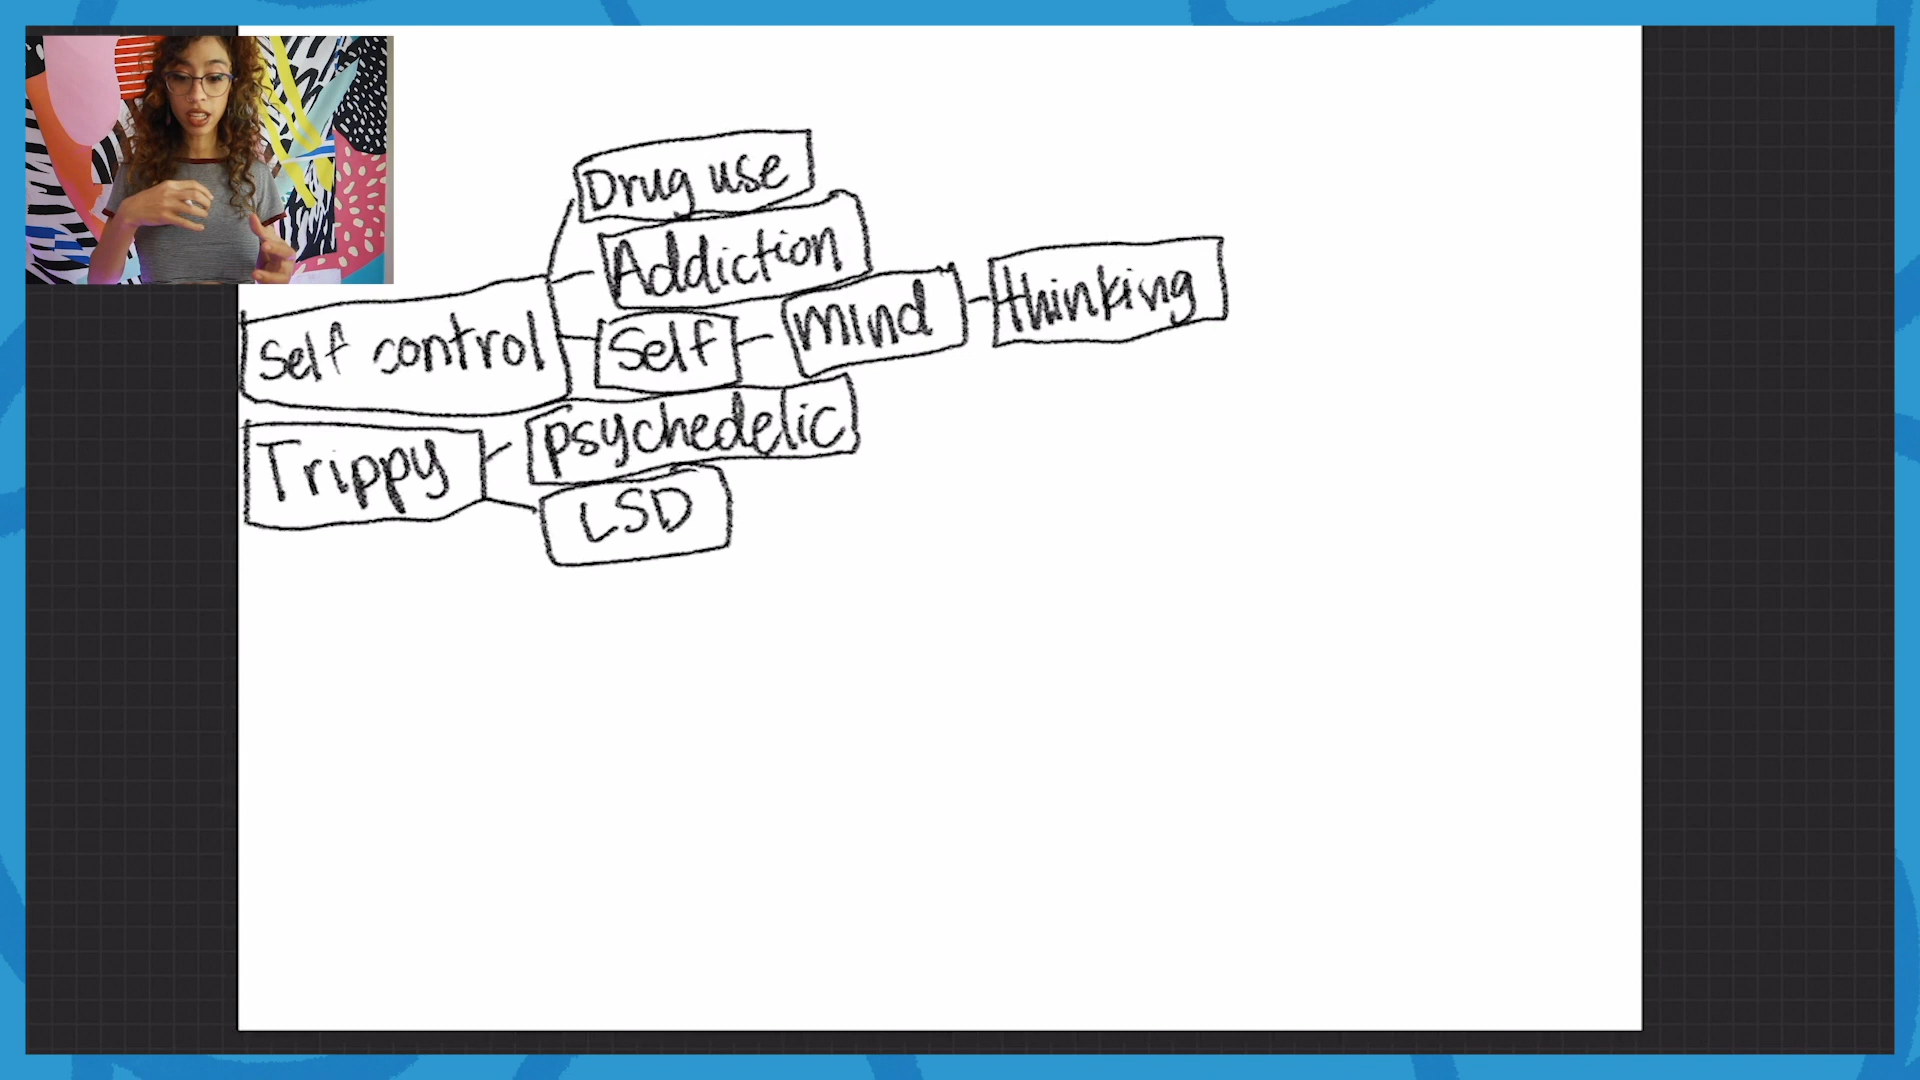 Drug use
Addiction
Self control
Self
mind
thinking
Trippy
psychedelic
LSD